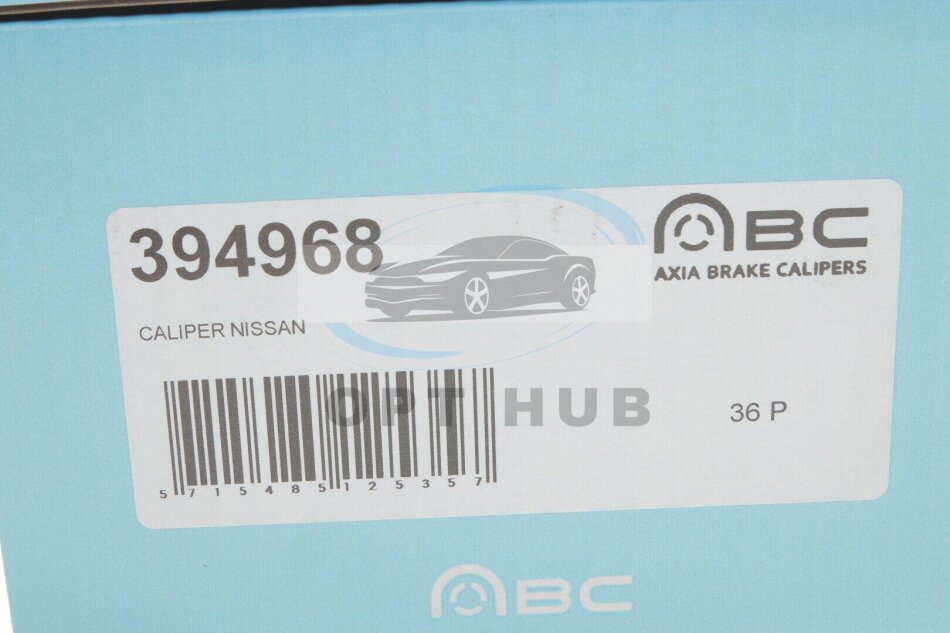 394968
ABC
AXIA BRAKE CALIPERS
CALIPER NISSAN
OPT HUB
36 P
5715485125357
ABC